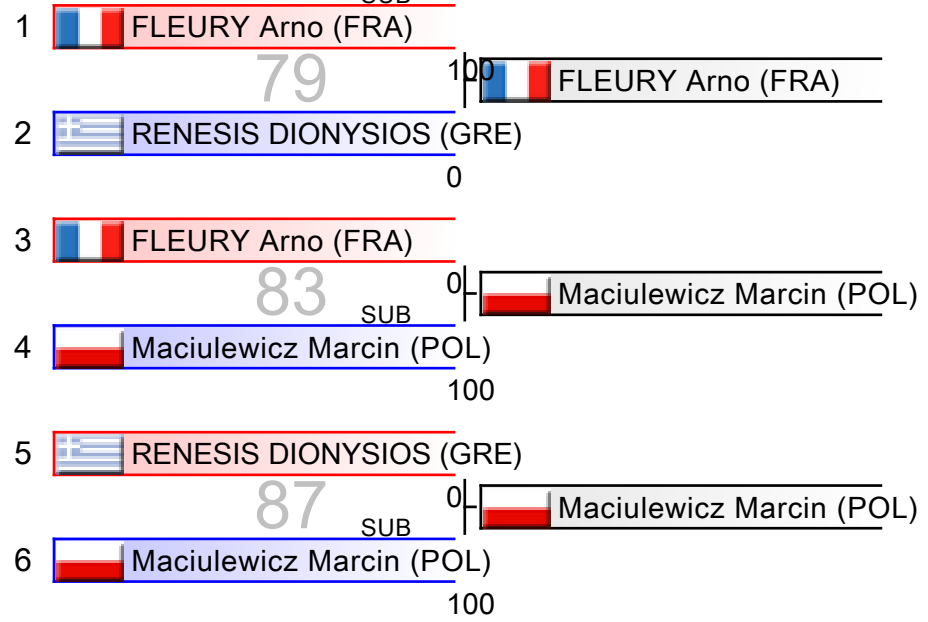 SUB
1 FLEURY Arno (FRA)
79 100 FLEURY Arno (FRA)
2 RENESIS DIONYSIOS (GRE)
0
3 FLEURY Arno (FRA)
83 0 Maciulewicz Marcin (POL)
SUB
4 Maciulewicz Marcin (POL)
100
5 RENESIS DIONYSIOS (GRE)
87 0 Maciulewicz Marcin (POL)
SUB
6 Maciulewicz Marcin (POL)
100